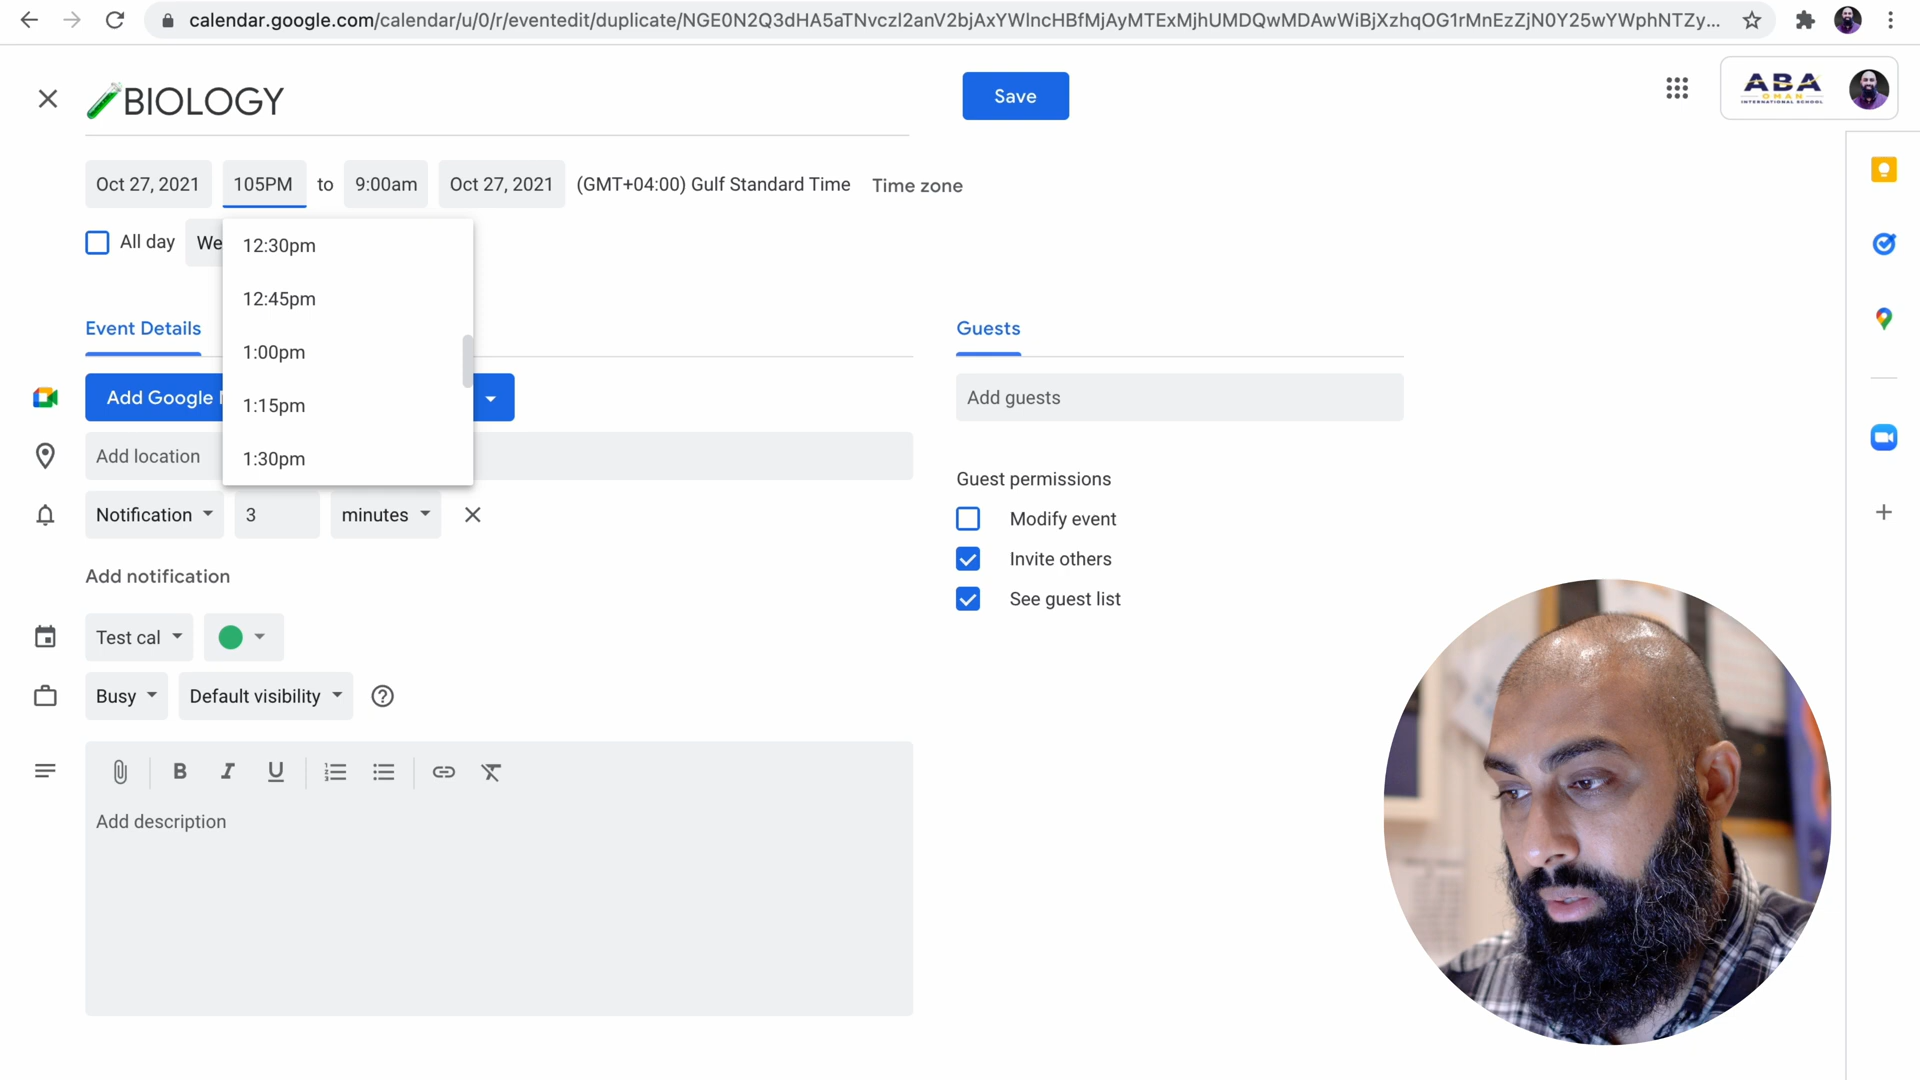 calendar.google.com/calendar/u/0/r/eventedit/duplicate/NGE0N2Q3dHA5aTNvczl2anV2bjAxYWlncHBfMjAyMTExMjhUMDQwMDAwWiBjXzhqOG1rMnEzZjN0Y25wYWphNTZy...
BIOLOGY
Save
ABA
OMAN
INTERNATIONAL SCHOOL
Oct 27, 2021 105PM to 9:00am Oct 27, 2021 (GMT+04:00) Gulf Standard Time Time zone
All day We
12:30pm
12:45pm
1:00pm
1:15pm
1:30pm
Event Details
Guests
Add Google
Add guests
Add location
Guest permissions
Notification 3 minutes
Modify event
Invite others
Add notification
See guest list
Test cal
Busy Default visibility
B I U
Add description